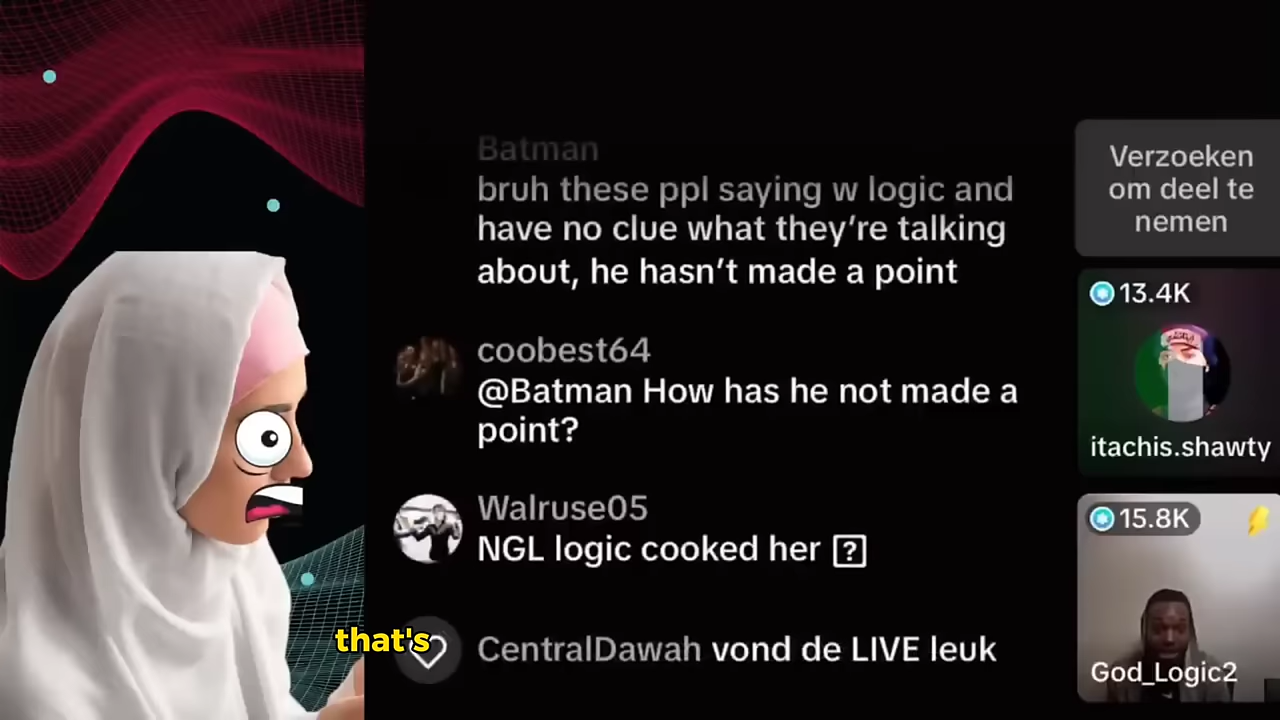 Batman
bruh these ppl saying w logic and
have no clue what they’re talking
about, he hasn’t made a point
coobest64
@Batman How has he not made a
point?
Walruse05
NGL logic cooked her
CentralDawah vond de LIVE leuk
that's
Verzoeken
om deel te
nemen
13.4K
itachis.shawty
15.8K
God_Logic2